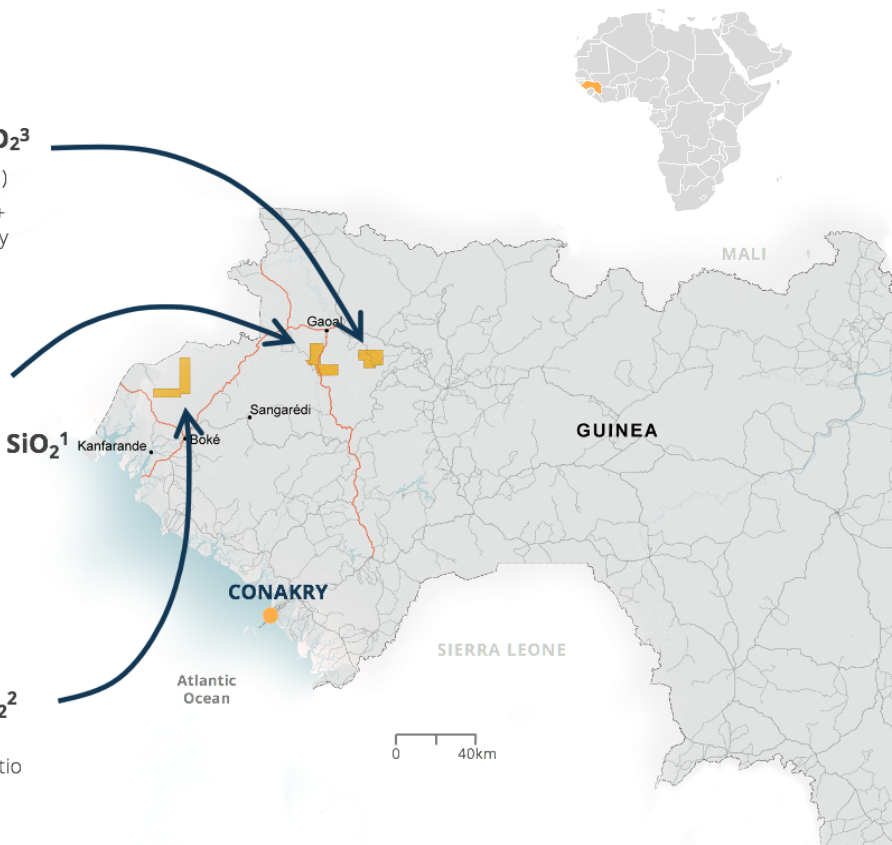 O₂³
)
+
y
MALI
Gaoal
Sangarédi
GUINEA
SiO₂¹
Kanfarande
Boké
CONAKRY
SIERRA LEONE
Atlantic
Ocean
₂²
tio
0
40km